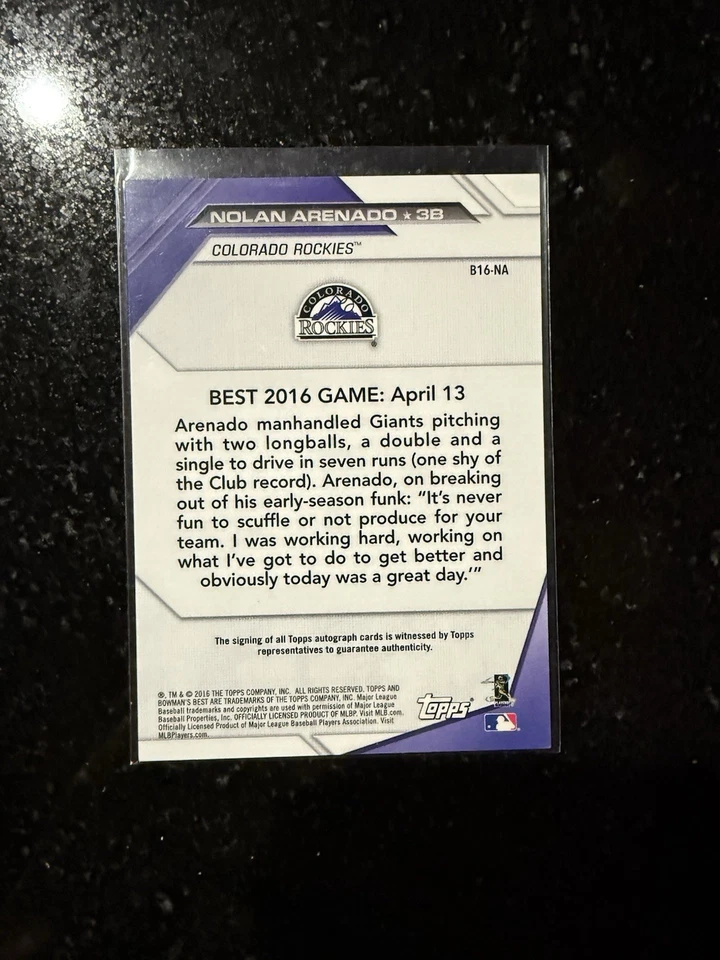 NOLAN ARENADO ★ 3B
COLORADO ROCKIES™
B16-NA
COLORADO
ROCKIES
®
BEST 2016 GAME: April 13
Arenado manhandled Giants pitching
with two longballs, a double and a
single to drive in seven runs (one shy of
the Club record). Arenado, on breaking
out of his early-season funk: “It’s never
fun to scuffle or not produce for your
team. I was working hard, working on
what I’ve got to do to get better and
obviously today was a great day.’”
The signing of all Topps autograph cards is witnessed by Topps
representatives to guarantee authenticity.
®, TM & © 2016 THE TOPPS COMPANY, INC. ALL RIGHTS RESERVED. TOPPS AND
BOWMAN'S BEST ARE TRADEMARKS OF THE TOPPS COMPANY, INC. Major League
Baseball trademarks and copyrights are used with permission of Major League
Baseball Properties, Inc. OFFICIALLY LICENSED PRODUCT OF MLBP. Visit MLB.com.
Officially Licensed Product of Major League Baseball Players Association. Visit
MLBPlayers.com.
Topps
PLAYERS